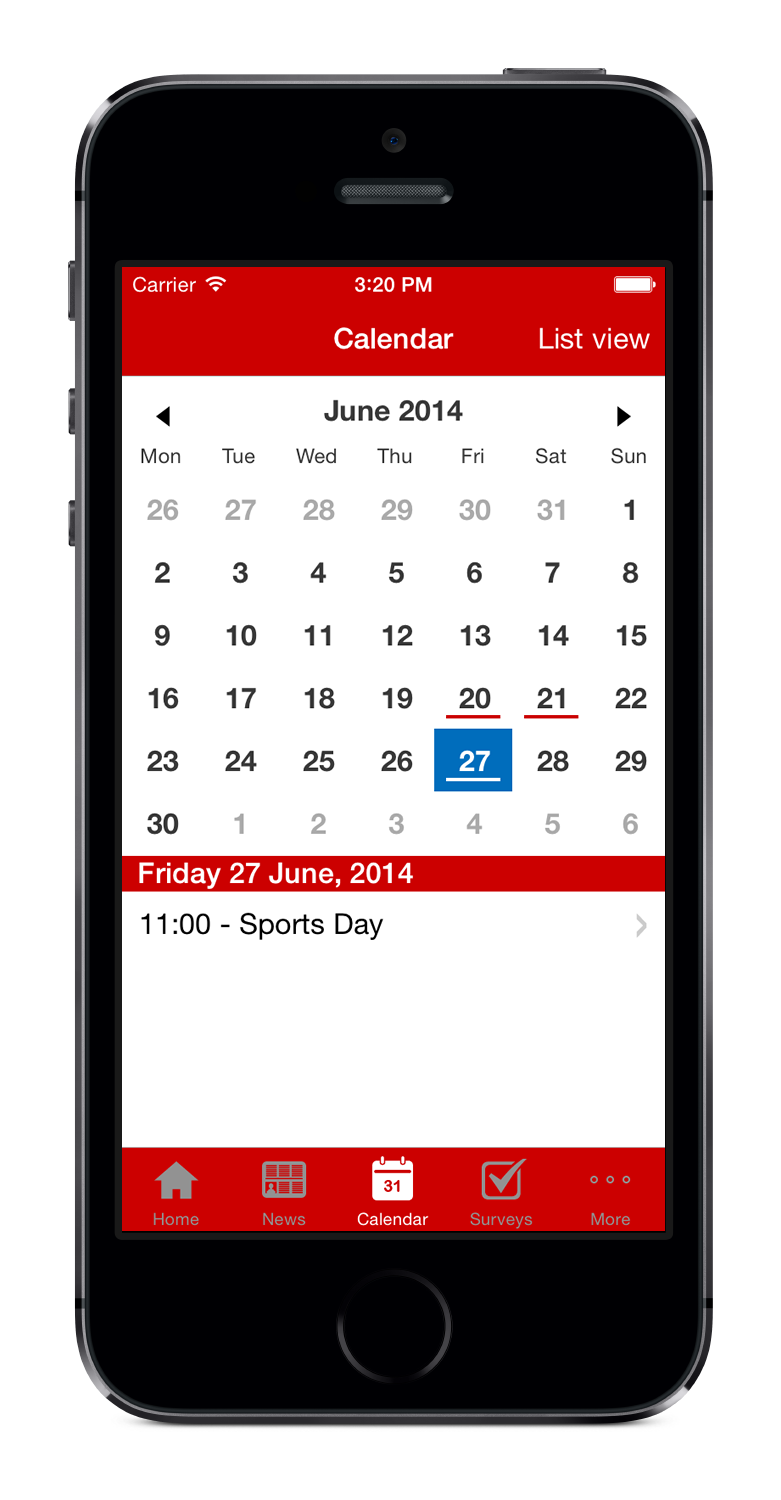 Carrier 3:20 PM
Calendar List view
June 2014
Mon Tue Wed Thu Fri Sat Sun
26 27 28 29 30 31 1
2 3 4 5 6 7 8
9 10 11 12 13 14 15
16 17 18 19 20 21 22
23 24 25 26 27 28 29
30 1 2 3 4 5 6
Friday 27 June, 2014
11:00 - Sports Day
31
Home News Calendar Surveys More